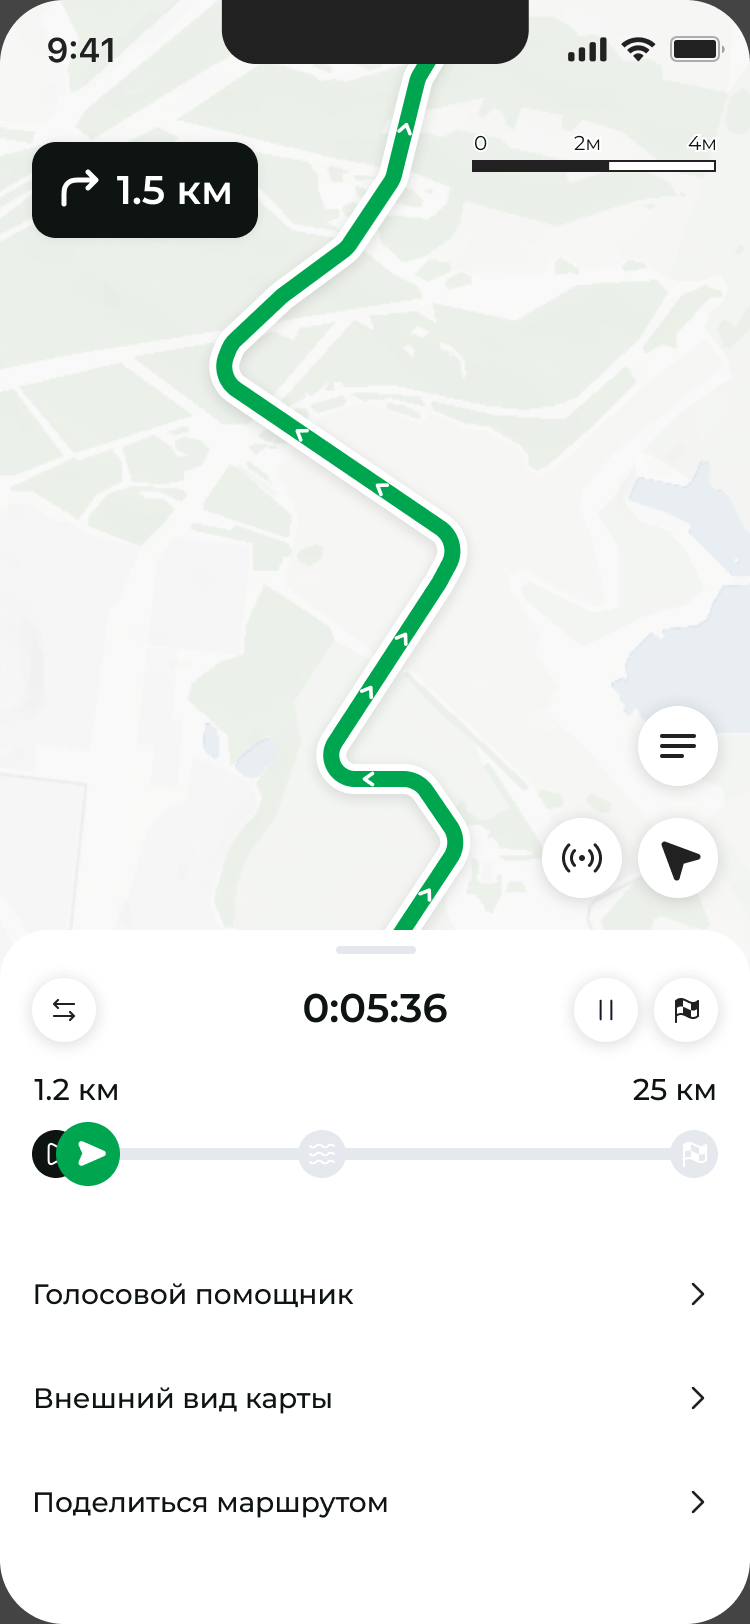 9:41
0 2м 4м
1.5 км
0:05:36
1.2 км 25 км
Голосовой помощник
Внешний вид карты
Поделиться маршрутом